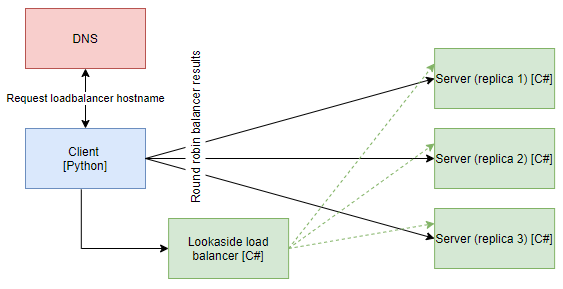 DNS
Request loadbalancer hostname
Client
[Python]
Round robin balancer results
Server (replica 1) [C#]
Server (replica 2) [C#]
Server (replica 3) [C#]
Lookaside load
balancer [C#]